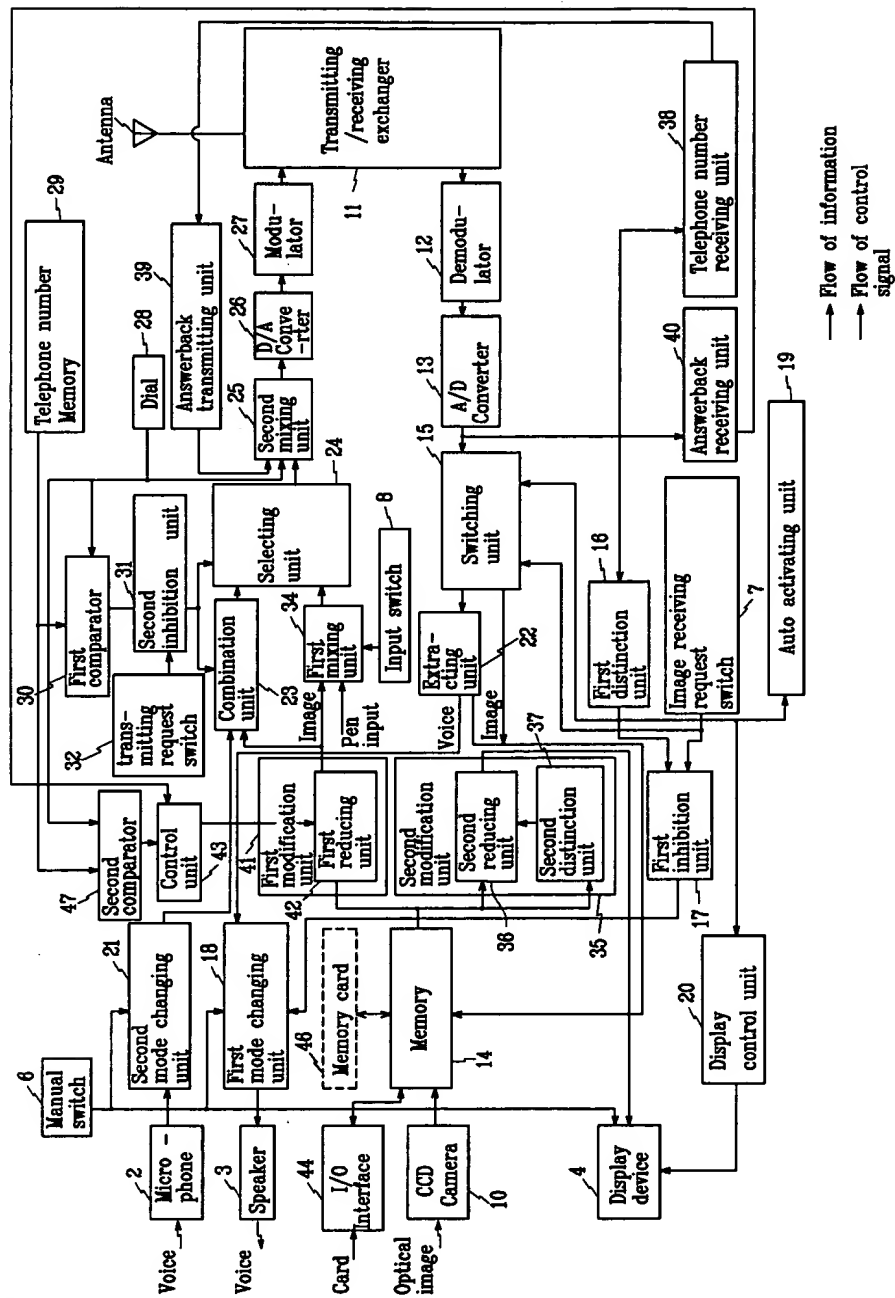 6
Manual
switch
Voice
2
Micro -
phone
21
Second mode changing
unit
Voice
3
Speaker
18
First mode changing
unit
Card
44
I/O
interface
46
Memory card
Optical
image
10
CCD
Camera
Memory
14
4
Display
device
20
Display
control unit
47
Second comparator
Control
unit
43
41
First modification
unit
First
reducing
unit
42
Second modification
unit
Second
reducing
unit
37
Second
distinction
unit
36
35
First
inhibition
unit
17
30
First
comparator
31
Second
inhibition unit
32
trans-
mitting
request
switch
Combination
unit
23
Image
34
First
mixing
unit
Pen
input
8
Input switch
Voice
Extra-
cting
unit
22
Image
16
First
distinction
unit
7
Image receiving
request
switch
19
Auto activating unit
29
Telephone number
Memory
28
Dial
39
Answerback
transmitting unit
24
Selecting
unit
25
Second
mixing
unit
26
D/A
Conve
-rter
27
Modu-
lator
Antenna
Transmitting
/receiving
exchanger
11
12
Demodu-
lator
13
A/D
Converter
15
Switching
unit
40
Answerback
receiving unit
38
Telephone number
receiving unit
Flow of information
Flow of control
signal